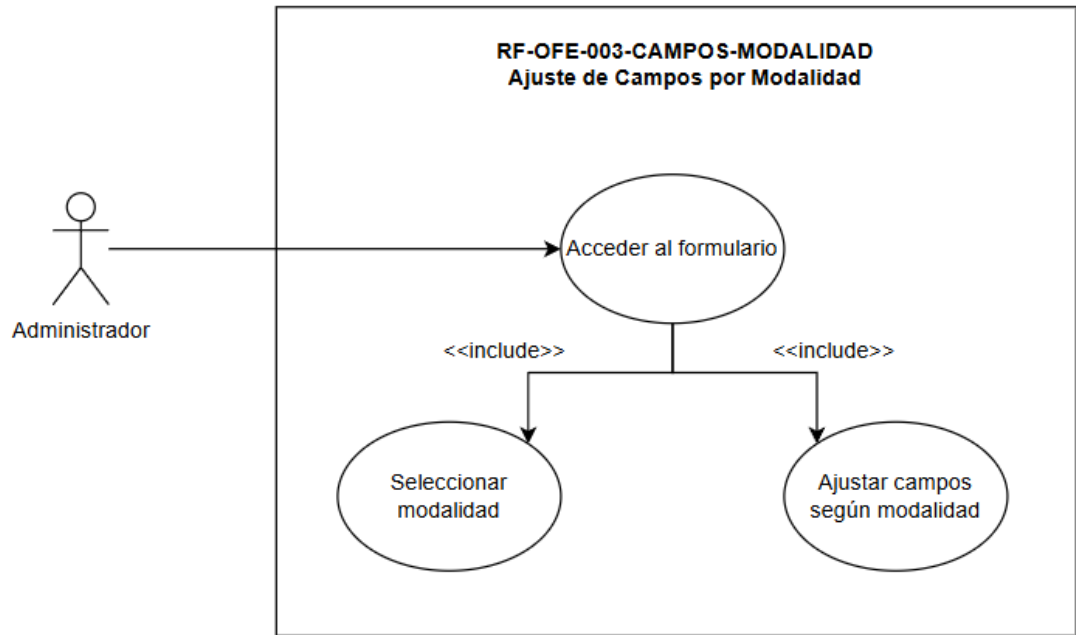 RF-OFE-003-CAMPOS-MODALIDAD
Ajuste de Campos por Modalidad
Acceder al formulario
Administrador
<<include>>
<<include>>
Seleccionar
modalidad
Ajustar campos
según modalidad